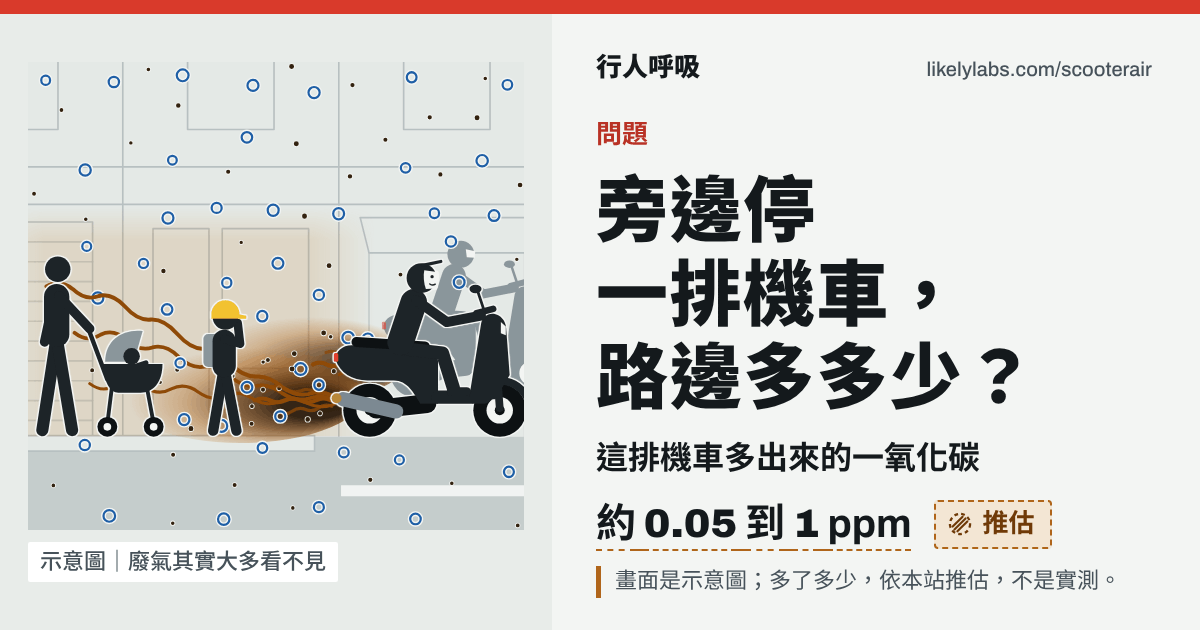 行人呼吸
likelylabs.com/scooterair
問題
旁邊停
一排機車，
路邊多多少？
這排機車多出來的一氧化碳
約 0.05 到 1 ppm
推估
畫面是示意圖；多了多少，依本站推估，不是實測。
示意圖｜廢氣其實大多看不見